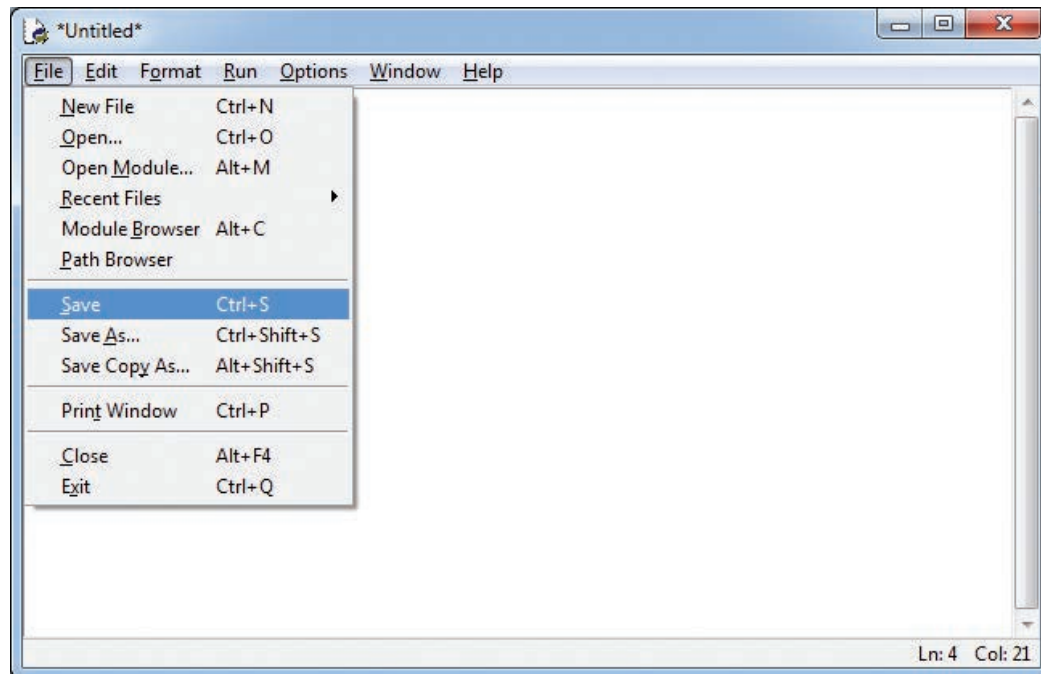 *Untitled*
File Edit Format Run Options Window Help
New File Ctrl+N
Open... Ctrl+O
Open Module... Alt+M
Recent Files
Module Browser Alt+C
Path Browser
Save Ctrl+S
Save As... Ctrl+Shift+S
Save Copy As... Alt+Shift+S
Print Window Ctrl+P
Close Alt+F4
Exit Ctrl+Q
Ln: 4 Col: 21